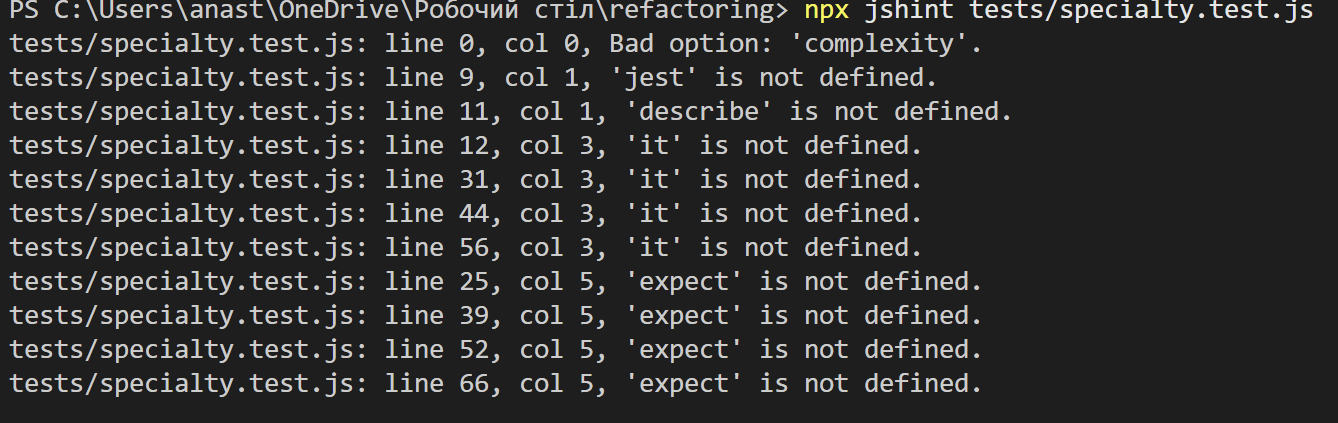 PS C:\Users\anast\OneDrive\Робочий стіл\refactoring> npx jshint tests/specialty.test.js
tests/specialty.test.js: line 0, col 0, Bad option: 'complexity'.
tests/specialty.test.js: line 9, col 1, 'jest' is not defined.
tests/specialty.test.js: line 11, col 1, 'describe' is not defined.
tests/specialty.test.js: line 12, col 3, 'it' is not defined.
tests/specialty.test.js: line 31, col 3, 'it' is not defined.
tests/specialty.test.js: line 44, col 3, 'it' is not defined.
tests/specialty.test.js: line 56, col 3, 'it' is not defined.
tests/specialty.test.js: line 25, col 5, 'expect' is not defined.
tests/specialty.test.js: line 39, col 5, 'expect' is not defined.
tests/specialty.test.js: line 52, col 5, 'expect' is not defined.
tests/specialty.test.js: line 66, col 5, 'expect' is not defined.